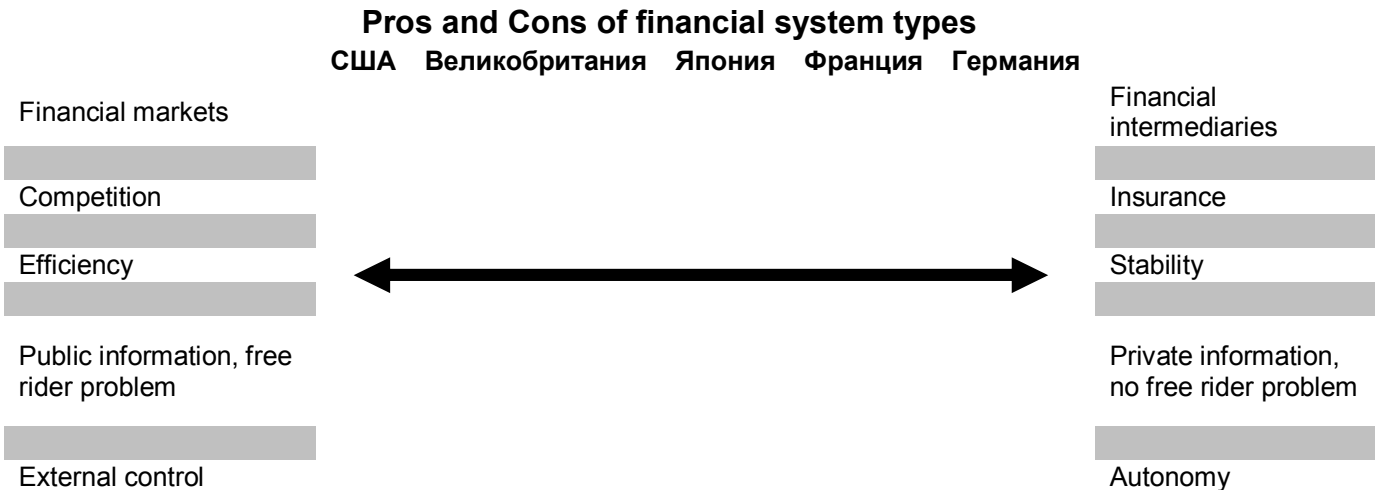 Pros and Cons of financial system types
США Великобритания Япония Франция Германия
Financial markets
Financial
intermediaries
Competition
Insurance
Efficiency
Stability
Public information, free
rider problem
Private information,
no free rider problem
External control
Autonomy